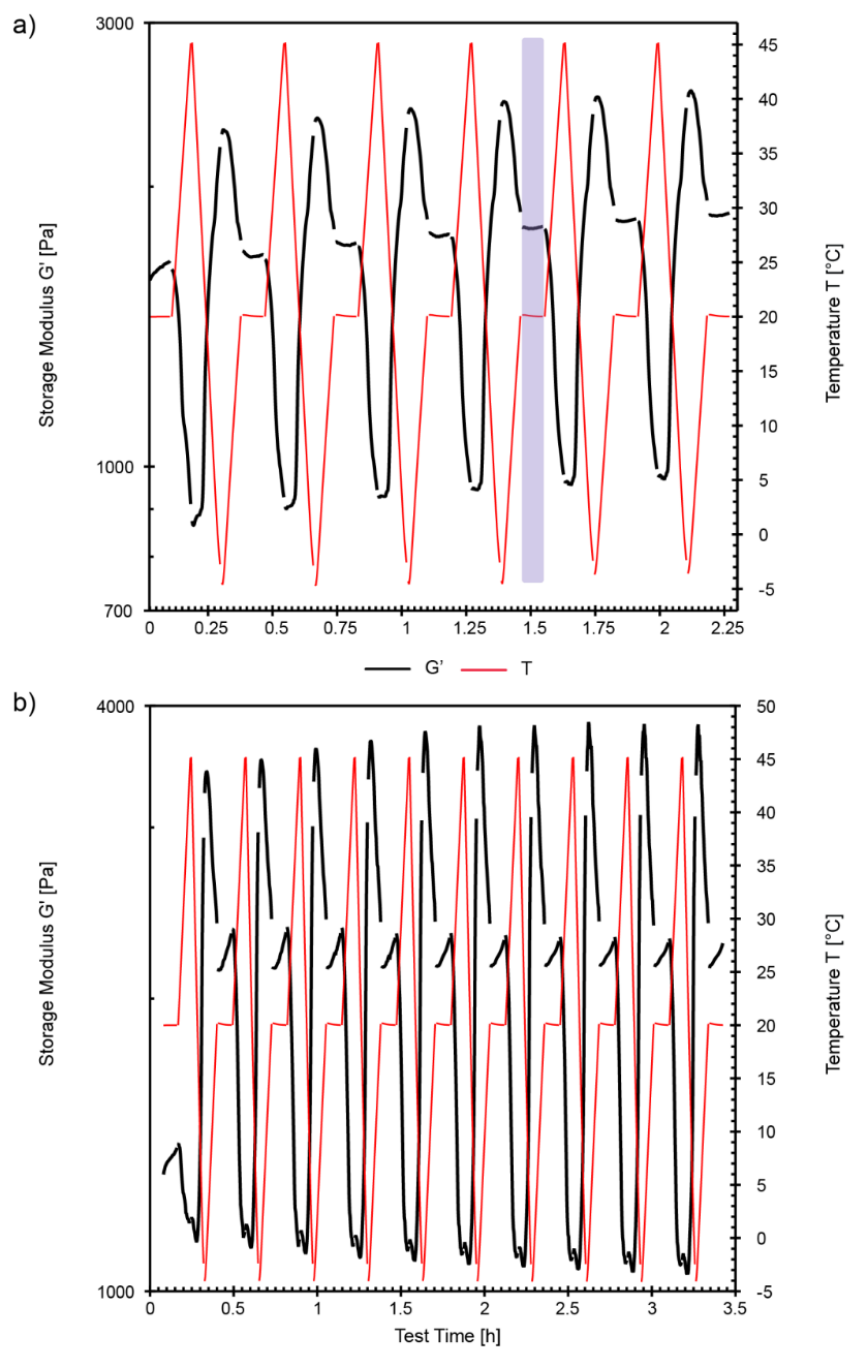 a)
3000
1000
700
Storage Modulus G' [Pa]
45
40
35
30
25
20
15
10
5
0
-5
Temperature T [°C]
0 0.25 0.5 0.75 1 1.25 1.5 1.75 2 2.25
G’ T
b)
4000
1000
Storage Modulus G' [Pa]
50
45
40
35
30
25
20
15
10
5
0
-5
Temperature T [°C]
0 0.5 1 1.5 2 2.5 3 3.5
Test Time [h]